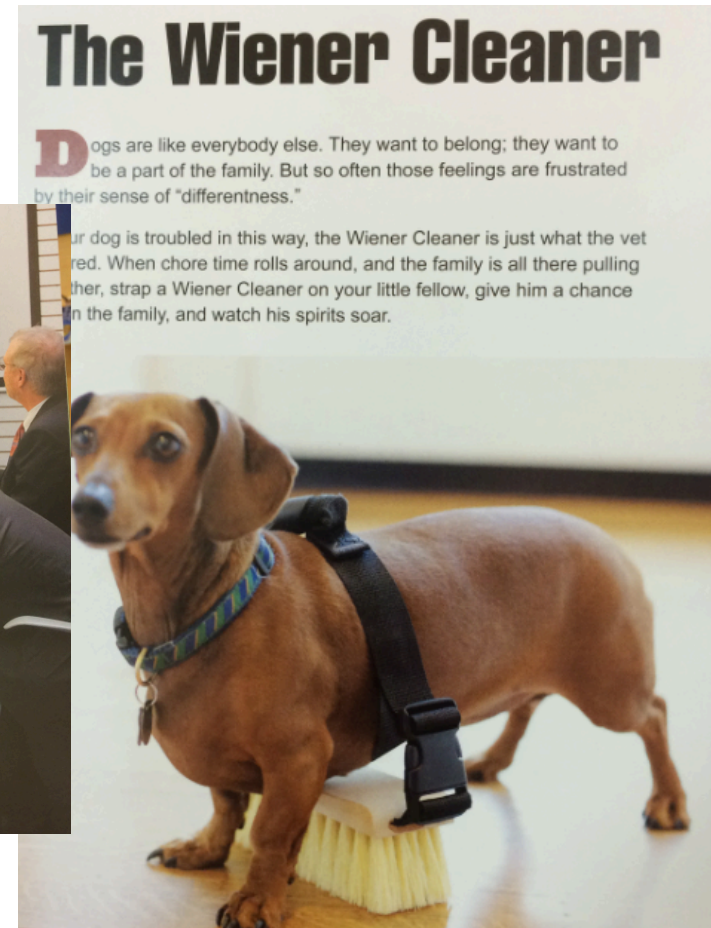 The Wiener Cleaner
Dogs are like everybody else. They want to belong; they want to
be a part of the family. But so often those feelings are frustrated
by their sense of "differentness."
ur dog is troubled in this way, the Wiener Cleaner is just what the vet
red. When chore time rolls around, and the family is all there pulling
ther, strap a Wiener Cleaner on your little fellow, give him a chance
n the family, and watch his spirits soar.